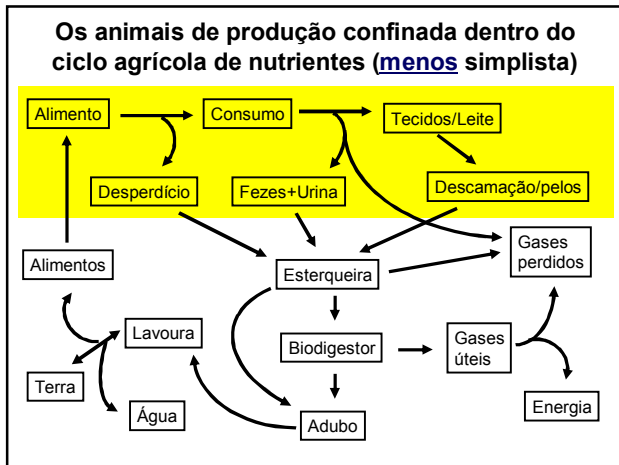 Os animais de produção confinada dentro do
ciclo agrícola de nutrientes (menos simplista)
Alimento
Consumo
Tecidos/Leite
Desperdício
Fezes+Urina
Descamação/pelos
Alimentos
Esterqueira
Gases
perdidos
Lavoura
Biodigestor
Gases
úteis
Terra
Água
Adubo
Energia